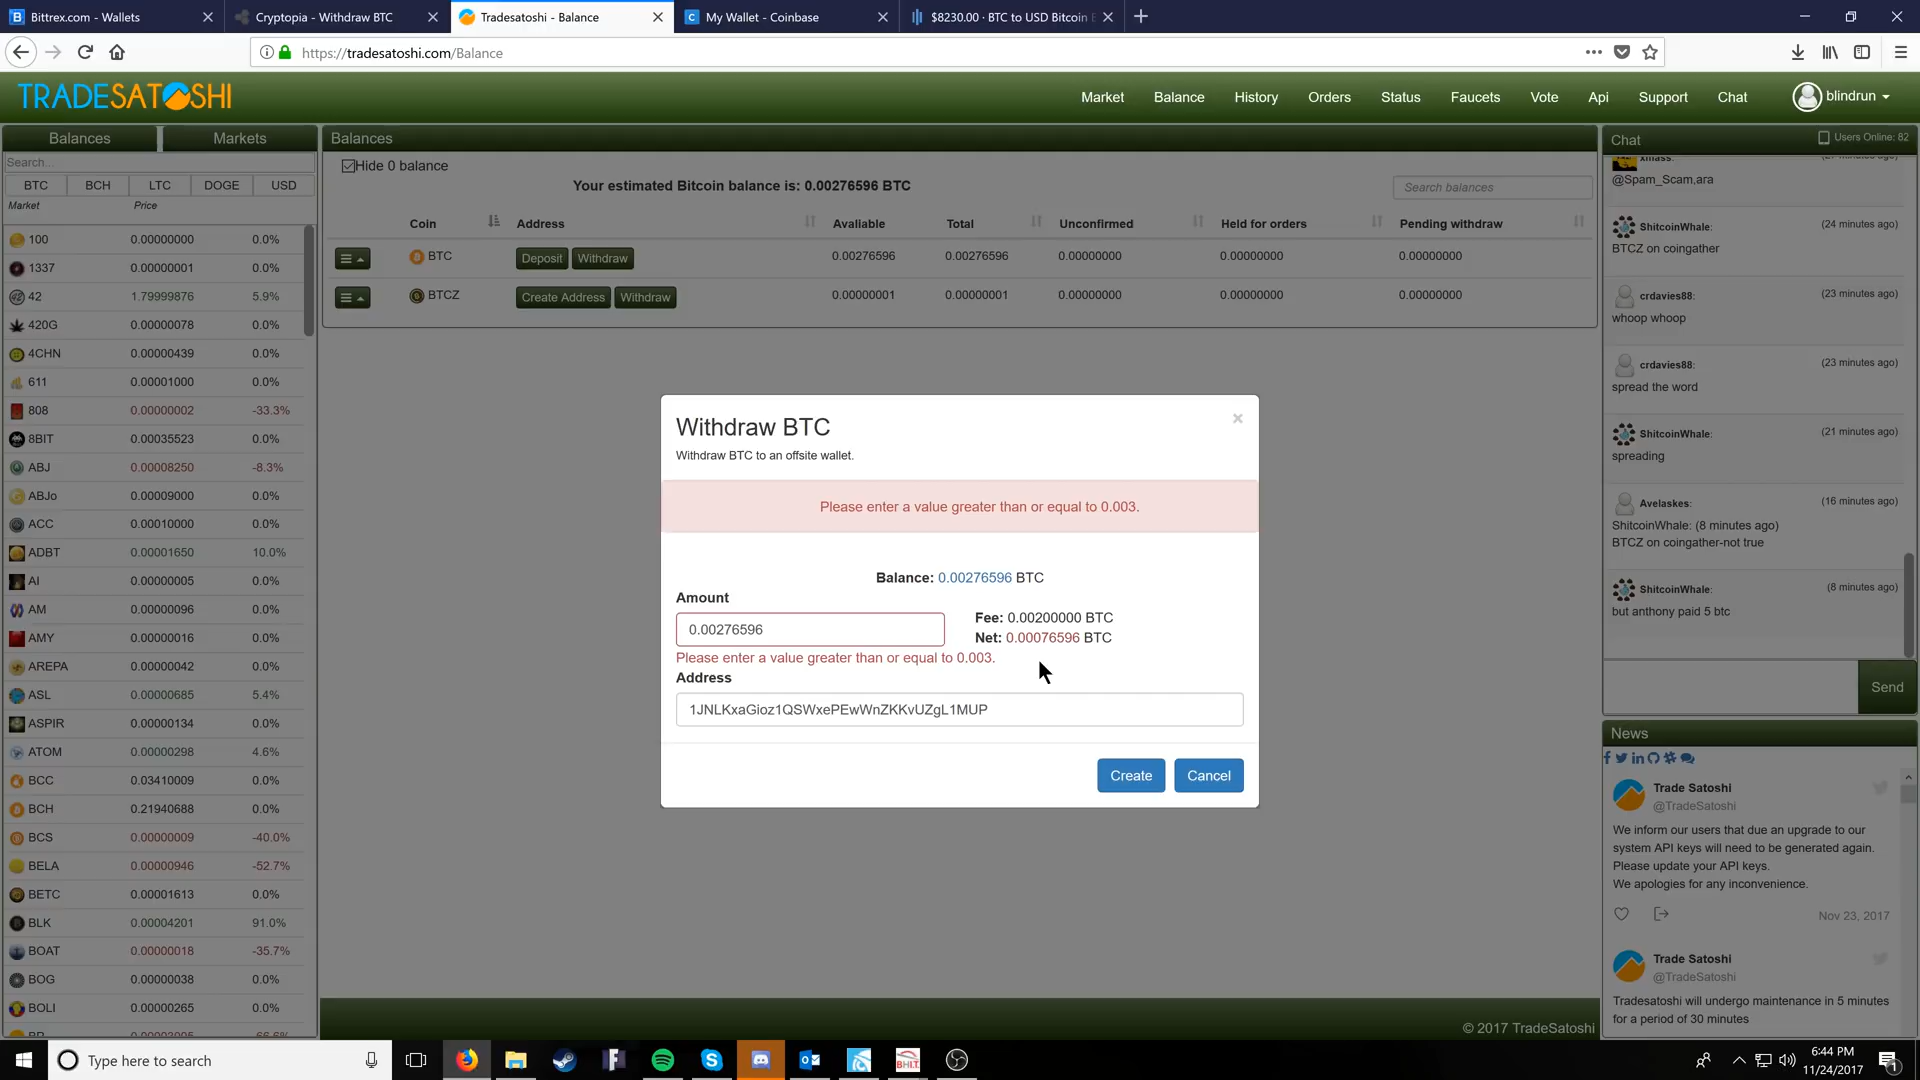 Bittrex.com - Wallets
Cryptopia - Withdraw BTC
Tradesatoshi - Balance
My Wallet - Coinbase
$8230.00 · BTC to USD Bitcoin
https://tradesatoshi.com/Balance
TRADESATOSHI
Market
Balance
History
Orders
Status
Faucets
Vote
Api
Support
Chat
blindrun
Balances
Markets
Search...
BTC
BCH
LTC
DOGE
USD
Market
Price
100 0.00000000 0.0%
1337 0.00000001 0.0%
42 1.79999876 5.9%
420G 0.00000078 0.0%
4CHN 0.00000439 0.0%
611 0.00001000 0.0%
808 0.00000002 -33.3%
8BIT 0.00035523 0.0%
ABJ 0.00008250 -8.3%
ABJo 0.00009000 0.0%
ACC 0.00010000 0.0%
ADBT 0.00001650 10.0%
AI 0.00000005 0.0%
AM 0.00000096 0.0%
AMY 0.00000016 0.0%
AREPA 0.00000042 0.0%
ASL 0.00000685 5.4%
ASPIR 0.00000134 0.0%
ATOM 0.00000298 4.6%
BCC 0.03410009 0.0%
BCH 0.21940688 0.0%
BCS 0.00000009 -40.0%
BELA 0.00000946 -52.7%
BETC 0.00001613 0.0%
BLK 0.00004201 91.0%
BOAT 0.00000018 -35.7%
BOG 0.00000038 0.0%
BOLI 0.00000265 0.0%
Balances
Hide 0 balance
Your estimated Bitcoin balance is: 0.00276596 BTC
Search balances
Coin Address Avaliable Total Unconfirmed Held for orders Pending withdraw
BTC Deposit Withdraw 0.00276596 0.00276596 0.00000000 0.00000000 0.00000000
BTCZ Create Address Withdraw 0.00000001 0.00000001 0.00000000 0.00000000 0.00000000
Withdraw BTC
×
Withdraw BTC to an offsite wallet.
Please enter a value greater than or equal to 0.003.
Balance: 0.00276596 BTC
Amount
0.00276596
Fee: 0.00200000 BTC
Net: 0.00076596 BTC
Please enter a value greater than or equal to 0.003.
Address
1JNLKxaGioz1QSWxePEwWnZKKvUZgL1MUP
Create
Cancel
© 2017 TradeSatoshi
Chat
Users Online: 82
xmass:
@Spam_Scam,ara
ShitcoinWhale: (24 minutes ago)
BTCZ on coingather
crdavies88: (23 minutes ago)
whoop whoop
crdavies88: (23 minutes ago)
spread the word
ShitcoinWhale: (21 minutes ago)
spreading
Avelaskes: (16 minutes ago)
ShitcoinWhale: (8 minutes ago)
BTCZ on coingather-not true
ShitcoinWhale: (8 minutes ago)
but anthony paid 5 btc
Send
News
Trade Satoshi
@TradeSatoshi
We inform our users that due an upgrade to our
system API keys will need to be generated again.
Please update your API keys.
We apologies for any inconvenience.
Nov 23, 2017
Trade Satoshi
@TradeSatoshi
Tradesatoshi will undergo maintenance in 5 minutes
for a period of 30 minutes
Type here to search
6:44 PM
11/24/2017
1